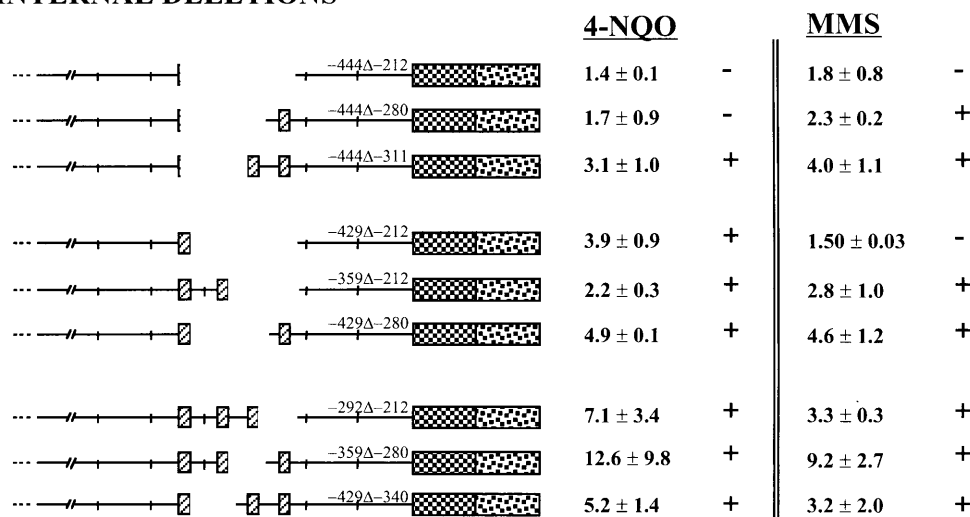 INTERNAL DELETIONS
4-NQO MMS
-444Δ-212 1.4 ± 0.1 - 1.8 ± 0.8 -
-444Δ-280 1.7 ± 0.9 - 2.3 ± 0.2 +
-444Δ-311 3.1 ± 1.0 + 4.0 ± 1.1 +
-429Δ-212 3.9 ± 0.9 + 1.50 ± 0.03 -
-359Δ-212 2.2 ± 0.3 + 2.8 ± 1.0 +
-429Δ-280 4.9 ± 0.1 + 4.6 ± 1.2 +
-292Δ-212 7.1 ± 3.4 + 3.3 ± 0.3 +
-359Δ-280 12.6 ± 9.8 + 9.2 ± 2.7 +
-429Δ-340 5.2 ± 1.4 + 3.2 ± 2.0 +